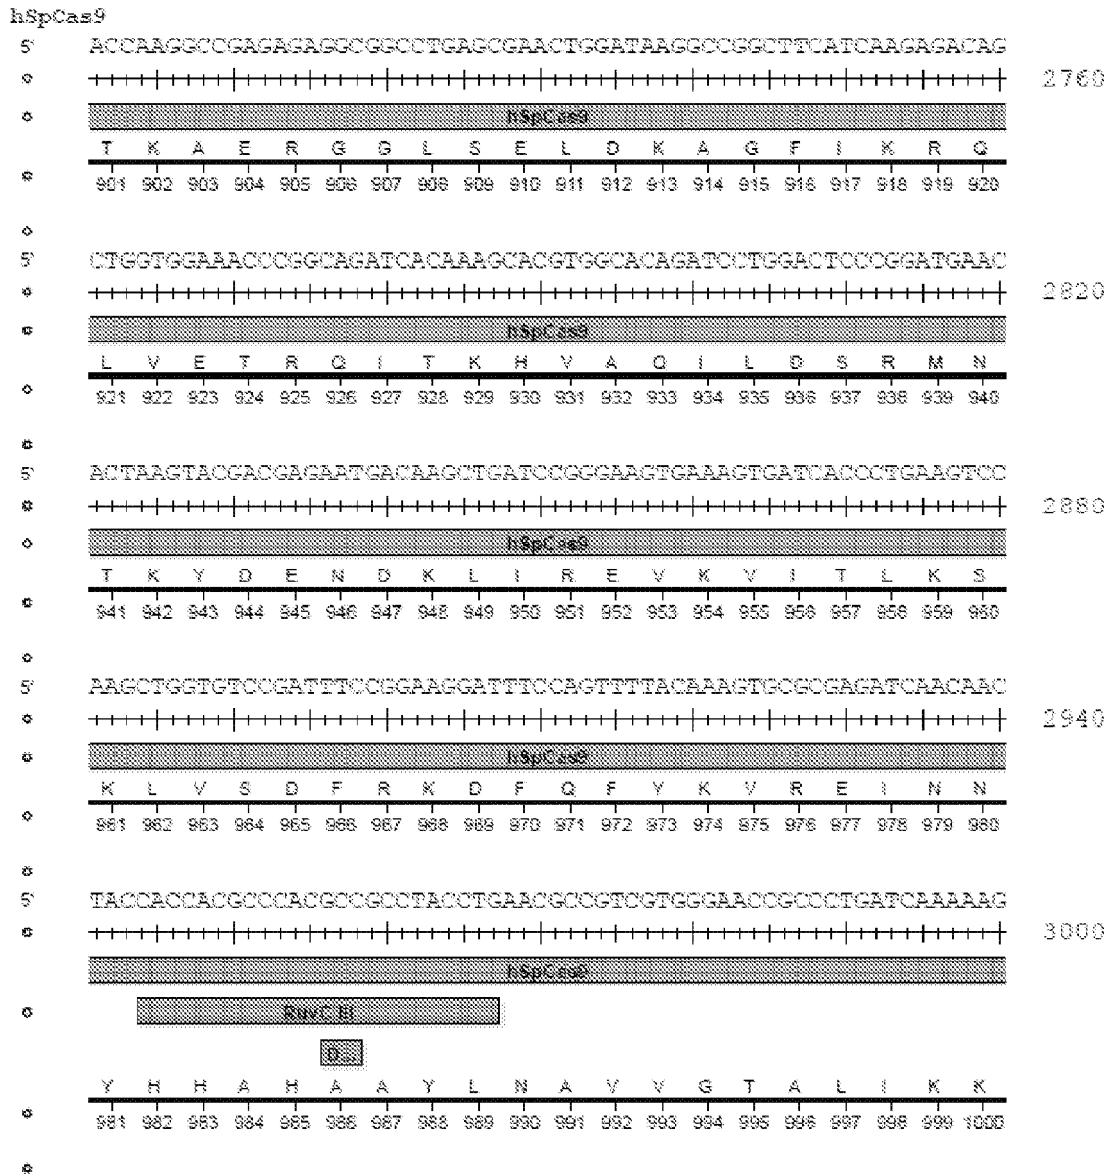 hSpCas9
5' ACCAAGGCCGAGAGAGGCGGCCTGAGCGAACTGGATAAGGCCGGCTTCATCAAGAGACAG
2760
hSpCas9
T K A E R G G L S E L D K A G F I K R Q
901 902 903 904 905 906 907 908 909 910 911 912 913 914 915 916 917 918 919 920
5' CTGGTGGAAACCCGGCAGATCACAAAGCACGTGGCACAGATCCTGGACTCCCGGATGAAC
2820
hSpCas9
L V E T R Q I T K H V A Q I L D S R M N
921 922 923 924 925 926 927 928 929 930 931 932 933 934 935 936 937 938 939 940
5' ACTAAGTACGACGAGAATGACAAGCTGATCCGGGAAGTGAAAGTGATCACCCTGAAGTCC
2880
hSpCas9
T K Y D E N D K L I R E V K V I T L K S
941 942 943 944 945 946 947 948 949 950 951 952 953 954 955 956 957 958 959 960
5' AAGCTGGTGTCCGATTTCCGGAAGGATTTCCAGTTTTACAAAGTGCGCGAGATCAACAAC
2940
hSpCas9
K L V S D F R K D F Q F Y K V R E I N N
961 962 963 964 965 966 967 968 969 970 971 972 973 974 975 976 977 978 979 980
5' TACCACCACGCCCACGCCGCCTACCTGAACGCCGTCGTGGGAACCGCCCTGATCAAAAAG
3000
hSpCas9
RuvC III
D...
Y H H A H A A Y L N A V V G T A L I K K
981 982 983 984 985 986 987 988 989 990 991 992 993 994 995 996 997 998 999 1000